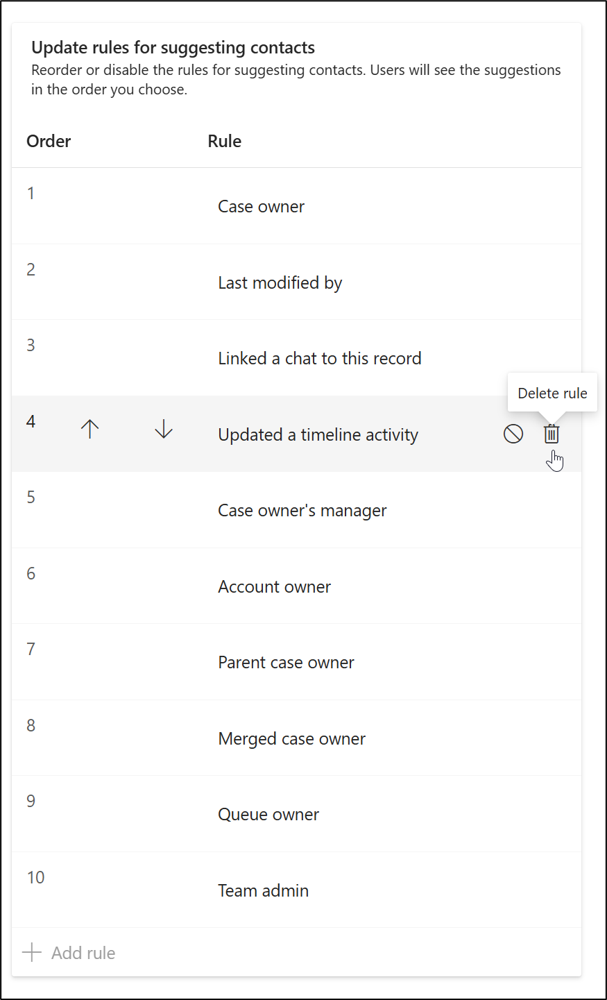 Update rules for suggesting contacts
Reorder or disable the rules for suggesting contacts. Users will see the suggestions
in the order you choose.
Order Rule
1 Case owner
2 Last modified by
3 Linked a chat to this record
Delete rule
4 Updated a timeline activity
5 Case owner's manager
6 Account owner
7 Parent case owner
8 Merged case owner
9 Queue owner
10 Team admin
Add rule